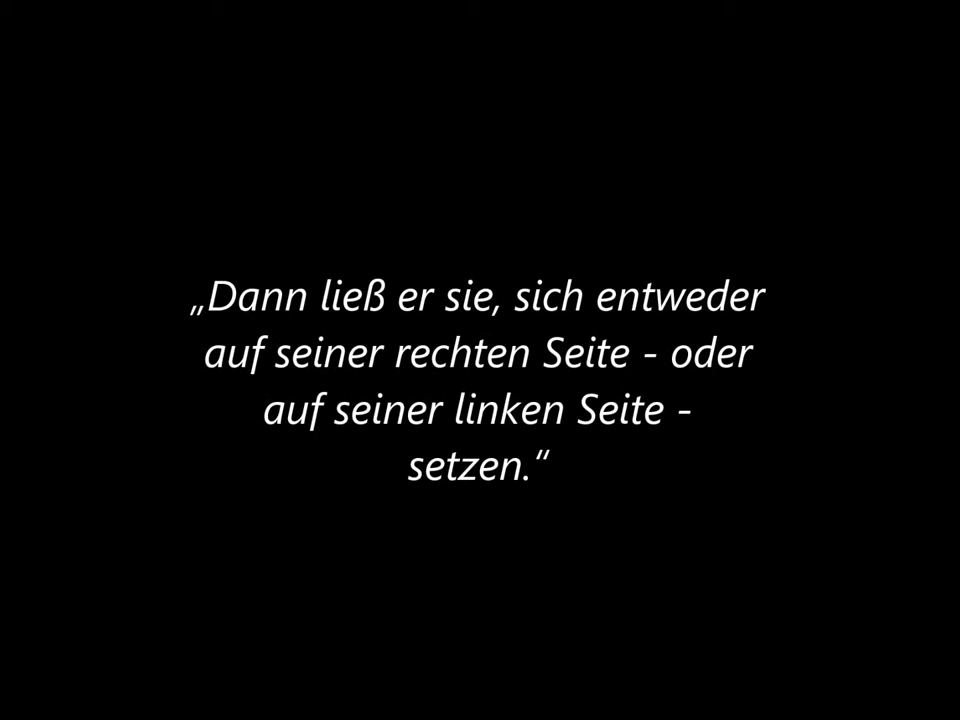 „Dann ließ er sie, sich entweder
auf seiner rechten Seite - oder
auf seiner linken Seite -
setzen.“